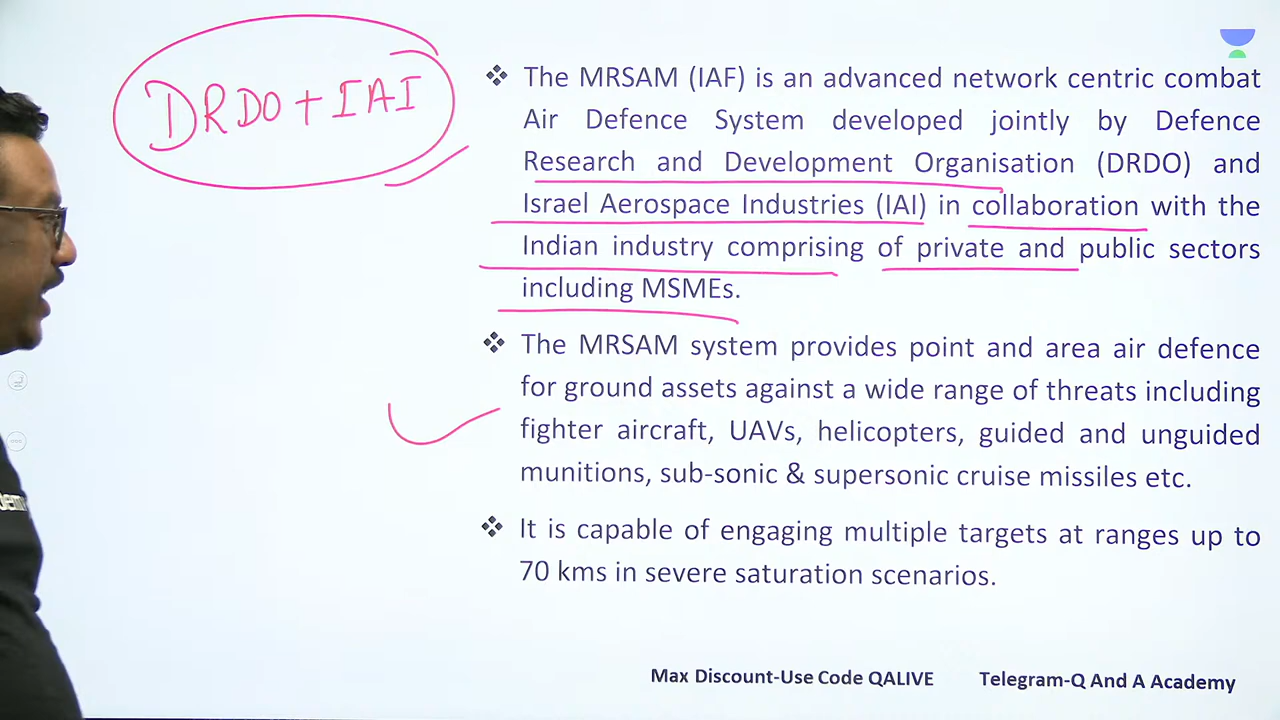 DRDO + IAI
❖ The MRSAM (IAF) is an advanced network centric combat
Air Defence System developed jointly by Defence
Research and Development Organisation (DRDO) and
Israel Aerospace Industries (IAI) in collaboration with the
Indian industry comprising of private and public sectors
including MSMEs.
❖ The MRSAM system provides point and area air defence
for ground assets against a wide range of threats including
fighter aircraft, UAVs, helicopters, guided and unguided
munitions, sub-sonic & supersonic cruise missiles etc.
❖ It is capable of engaging multiple targets at ranges up to
70 kms in severe saturation scenarios.
Max Discount-Use Code QALIVE Telegram-Q And A Academy